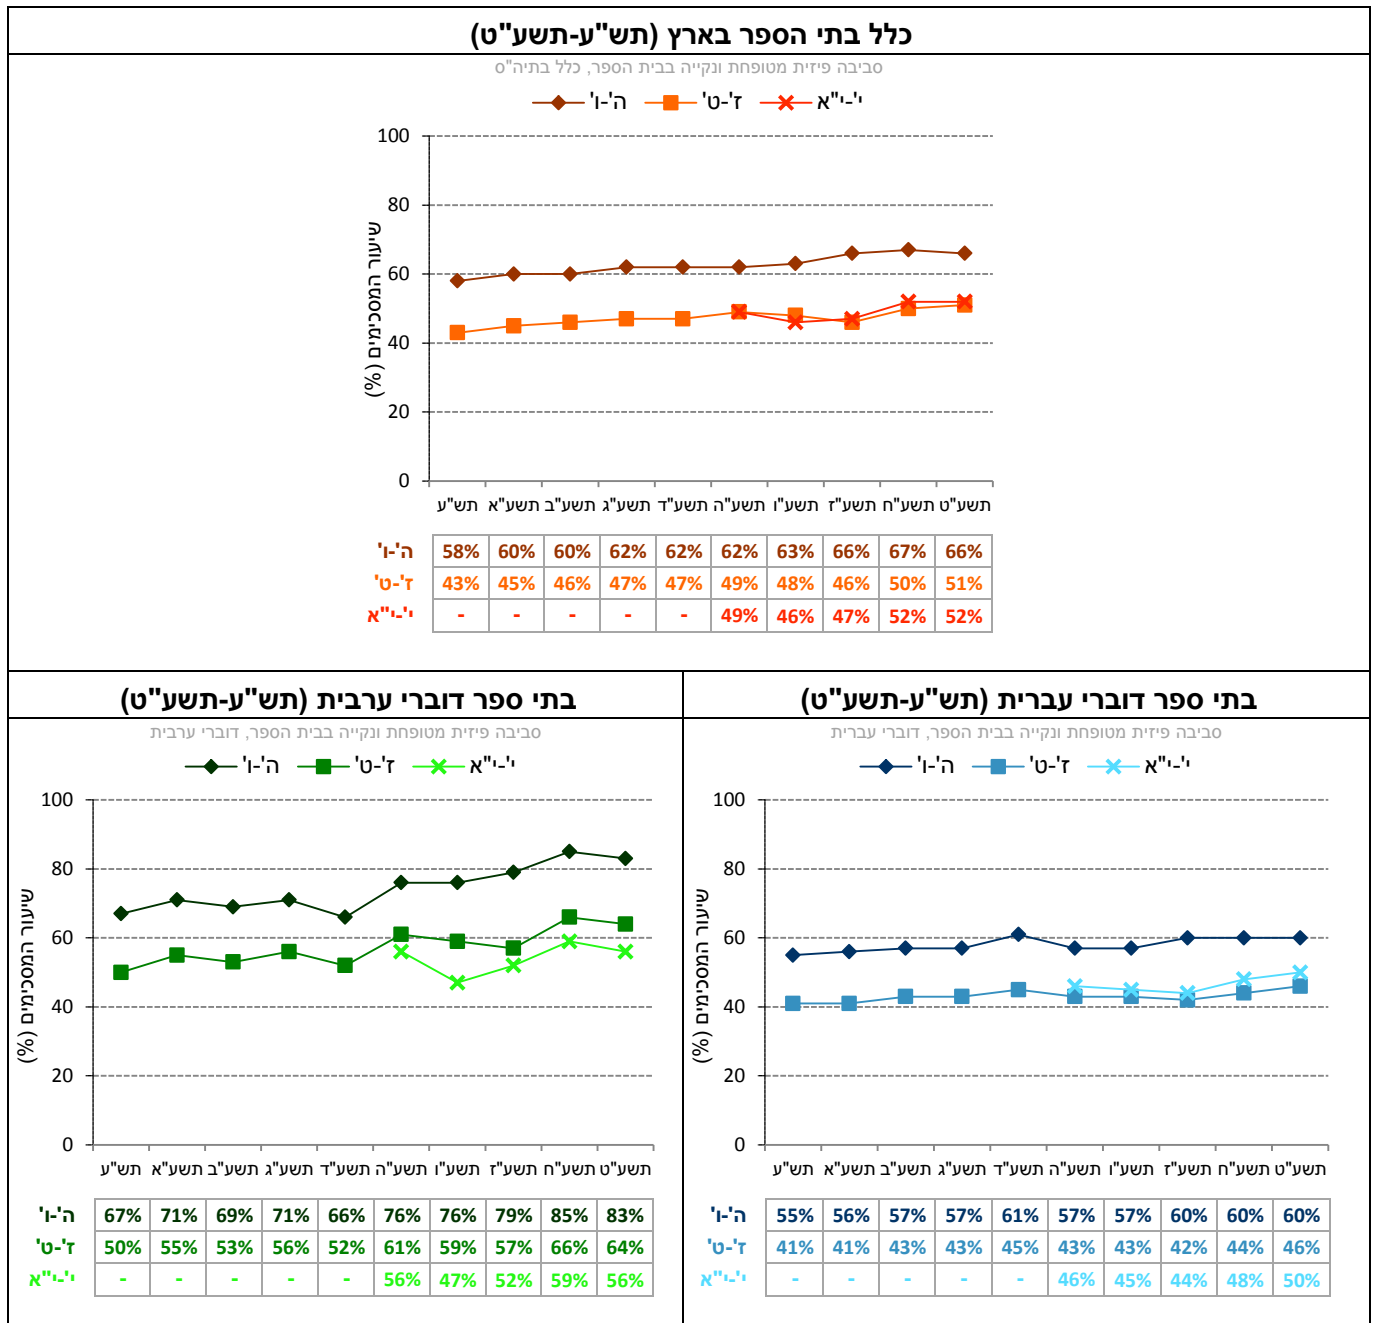 כלל בתי הספר בארץ (תש"ע-תשע"ט)
סביבה פיזית מטופחת ונקייה בבית הספר, כלל בתיה"ס
ה'-ו' ז'-ט' י'-י"א
שיעור המסכימים (%)
100
80
60
40
20
0
תש"ע תשע"א תשע"ב תשע"ג תשע"ד תשע"ה תשע"ו תשע"ז תשע"ח תשע"ט
ה'-ו' 58% 60% 60% 62% 62% 62% 63% 66% 67% 66%
ז'-ט' 43% 45% 46% 47% 47% 49% 48% 46% 50% 51%
י'-י"א - - - - - 49% 46% 47% 52% 52%
בתי ספר דוברי עברית (תש"ע-תשע"ט)
סביבה פיזית מטופחת ונקייה בבית הספר, דוברי עברית
ה'-ו' ז'-ט' י'-י"א
שיעור המסכימים (%)
100
80
60
40
20
0
תש"ע תשע"א תשע"ב תשע"ג תשע"ד תשע"ה תשע"ו תשע"ז תשע"ח תשע"ט
ה'-ו' 55% 56% 57% 57% 61% 57% 57% 60% 60% 60%
ז'-ט' 41% 41% 43% 43% 45% 43% 43% 42% 44% 46%
י'-י"א - - - - - 46% 45% 44% 48% 50%
בתי ספר דוברי ערבית (תש"ע-תשע"ט)
סביבה פיזית מטופחת ונקייה בבית הספר, דוברי ערבית
ה'-ו' ז'-ט' י'-י"א
שיעור המסכימים (%)
100
80
60
40
20
0
תש"ע תשע"א תשע"ב תשע"ג תשע"ד תשע"ה תשע"ו תשע"ז תשע"ח תשע"ט
ה'-ו' 67% 71% 69% 71% 66% 76% 76% 79% 85% 83%
ז'-ט' 50% 55% 53% 56% 52% 61% 59% 57% 66% 64%
י'-י"א - - - - - 56% 47% 52% 59% 56%